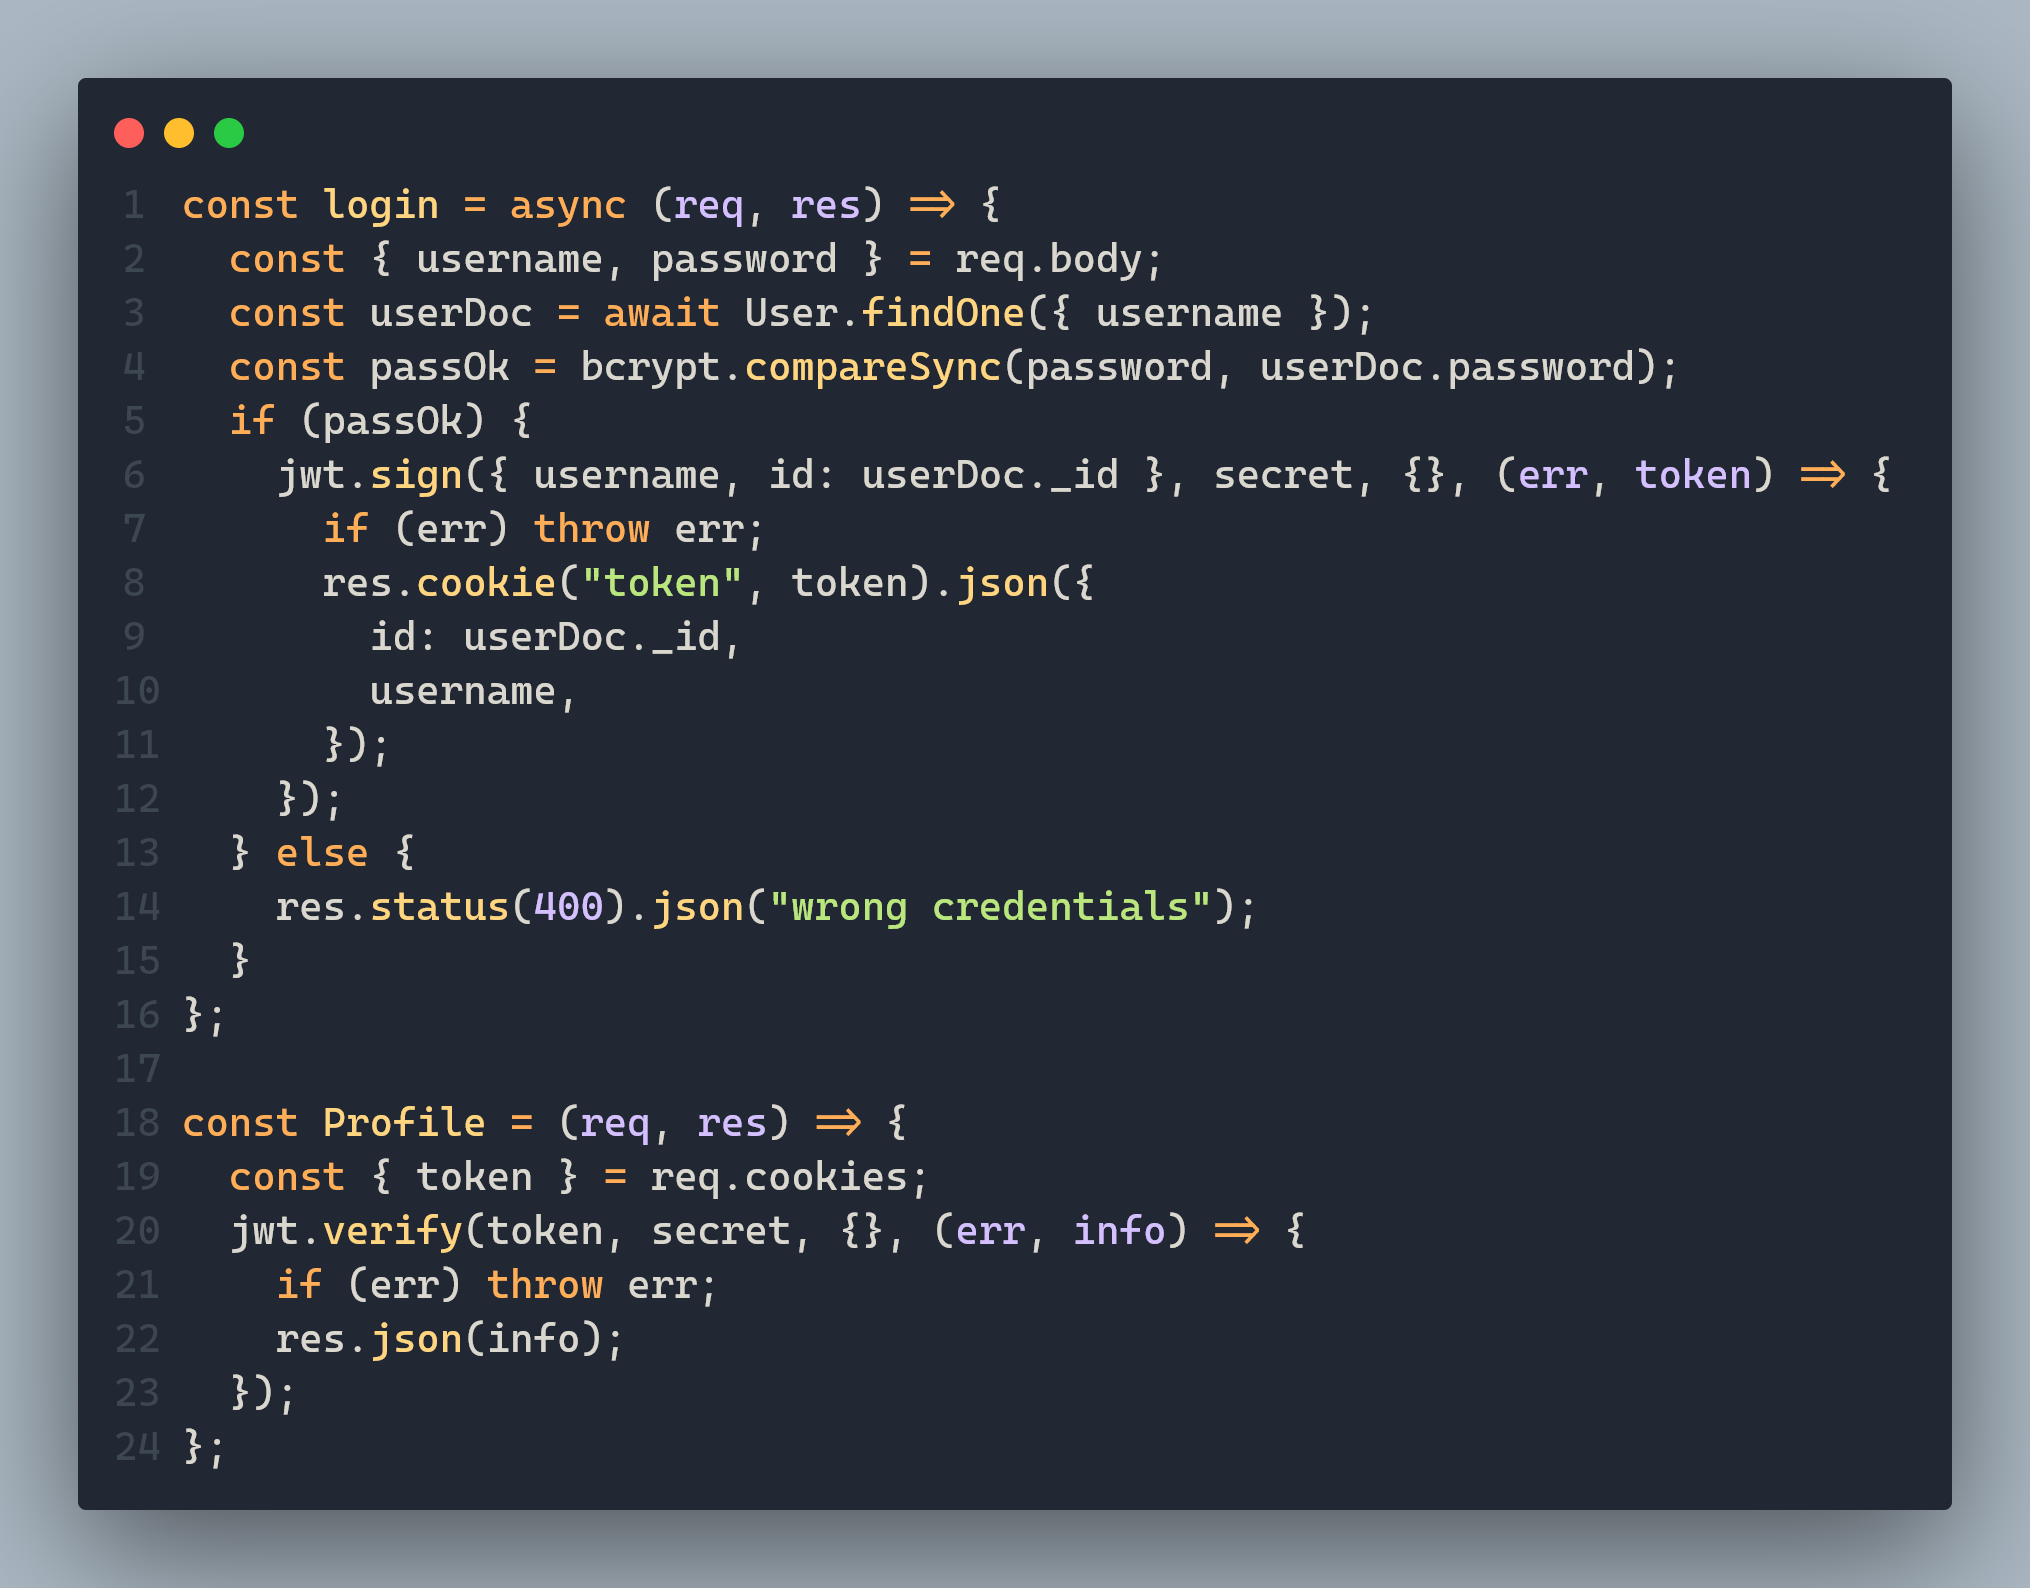 1 const login = async (req, res) => {
2   const { username, password } = req.body;
3   const userDoc = await User.findOne({ username });
4   const passOk = bcrypt.compareSync(password, userDoc.password);
5   if (passOk) {
6     jwt.sign({ username, id: userDoc._id }, secret, {}, (err, token) => {
7       if (err) throw err;
8       res.cookie("token", token).json({
9         id: userDoc._id,
10         username,
11       });
12     });
13   } else {
14     res.status(400).json("wrong credentials");
15   }
16 };
17
18 const Profile = (req, res) => {
19   const { token } = req.cookies;
20   jwt.verify(token, secret, {}, (err, info) => {
21     if (err) throw err;
22     res.json(info);
23   });
24 };